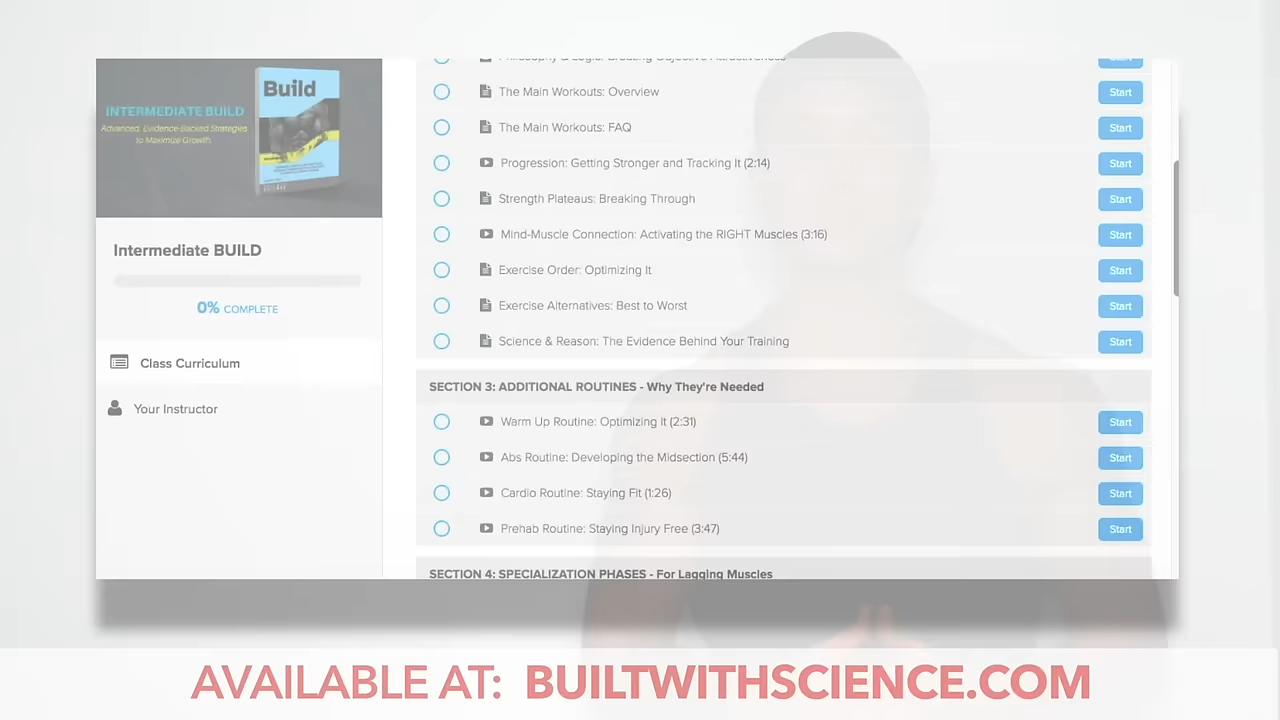 Build
INTERMEDIATE BUILD
Advanced, Evidence-Backed Strategies
to Maximize Growth.
Intermediate BUILD
0% COMPLETE
Class Curriculum
Your Instructor
Philosophy & Logic: Creating Objective Attractiveness Start
The Main Workouts: Overview Start
The Main Workouts: FAQ Start
Progression: Getting Stronger and Tracking It (2:14) Start
Strength Plateaus: Breaking Through Start
Mind-Muscle Connection: Activating the RIGHT Muscles (3:16) Start
Exercise Order: Optimizing It Start
Exercise Alternatives: Best to Worst Start
Science & Reason: The Evidence Behind Your Training Start
SECTION 3: ADDITIONAL ROUTINES - Why They're Needed
Warm Up Routine: Optimizing It (2:31) Start
Abs Routine: Developing the Midsection (5:44) Start
Cardio Routine: Staying Fit (1:26) Start
Prehab Routine: Staying Injury Free (3:47) Start
SECTION 4: SPECIALIZATION PHASES - For Lagging Muscles
AVAILABLE AT: BUILTWITHSCIENCE.COM